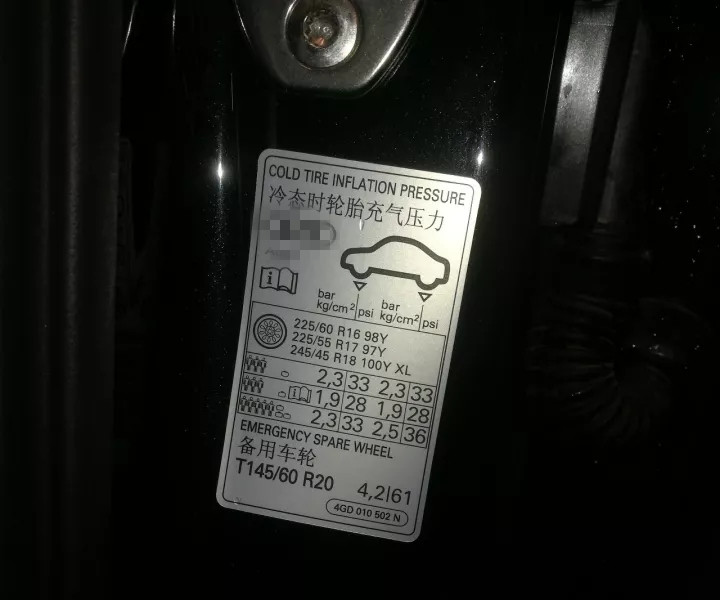 COLD TIRE INFLATION PRESSURE
冷态时轮胎充气压力
i
bar kg/cm² psi bar kg/cm² psi
225/60 R16 98Y
225/55 R17 97Y
245/45 R18 100Y XL
2,3 33 2,3 33
i 1,9 28 1,9 28
2,3 33 2,5 36
EMERGENCY SPARE WHEEL
备用车轮
T145/60 R20 4,2 61
4GD 010 502 N